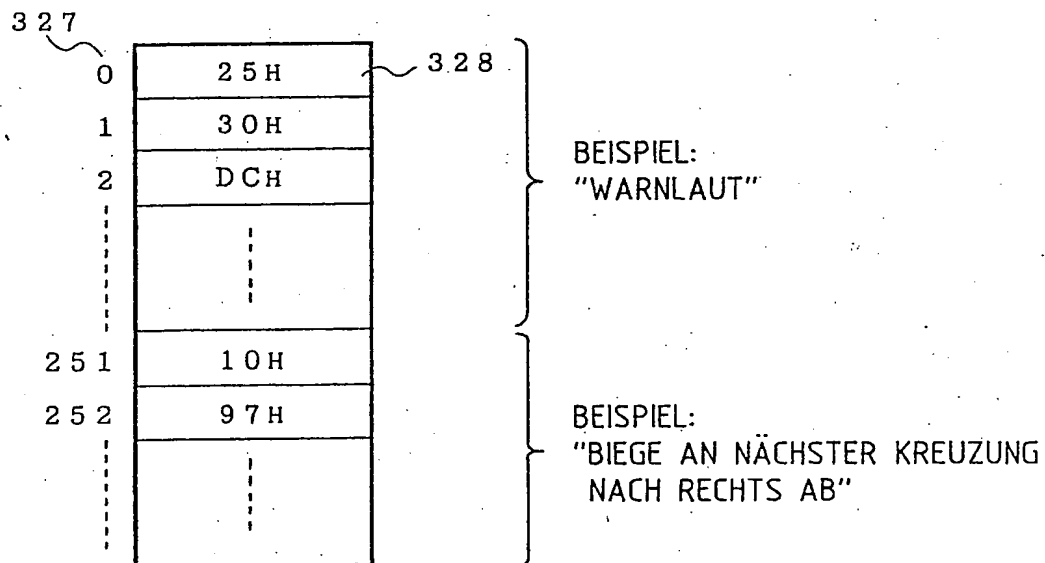 327
0 25H 328
1 30H
2 DCH
BEISPIEL:
"WARNLAUT"
251 10H
252 97H
BEISPIEL:
"BIEGE AN NÄCHSTER KREUZUNG
NACH RECHTS AB"